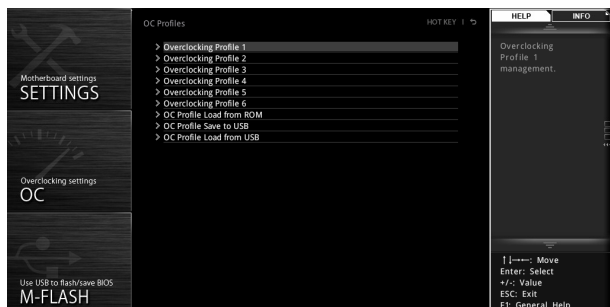 OC Profiles
HOT KEY
HELP
INFO
Motherboard settings
SETTINGS
Overclocking settings
OC
Use USB to flash/save BIOS
M-FLASH
> Overclocking Profile 1
> Overclocking Profile 2
> Overclocking Profile 3
> Overclocking Profile 4
> Overclocking Profile 5
> Overclocking Profile 6
> OC Profile Load from ROM
> OC Profile Save to USB
> OC Profile Load from USB
Overclocking
Profile 1
management.
↑↓→←: Move
Enter: Select
+/-: Value
ESC: Exit
F1: General Help